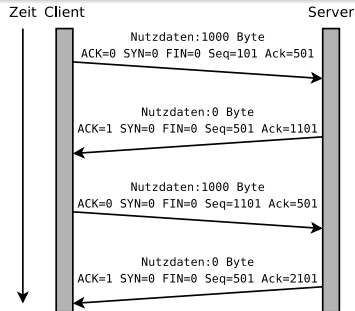 Zeit Client Server
Nutzdaten:1000 Byte
ACK=0 SYN=0 FIN=0 Seq=101 Ack=501
Nutzdaten:0 Byte
ACK=1 SYN=0 FIN=0 Seq=501 Ack=1101
Nutzdaten:1000 Byte
ACK=0 SYN=0 FIN=0 Seq=1101 Ack=501
Nutzdaten:0 Byte
ACK=1 SYN=0 FIN=0 Seq=501 Ack=2101